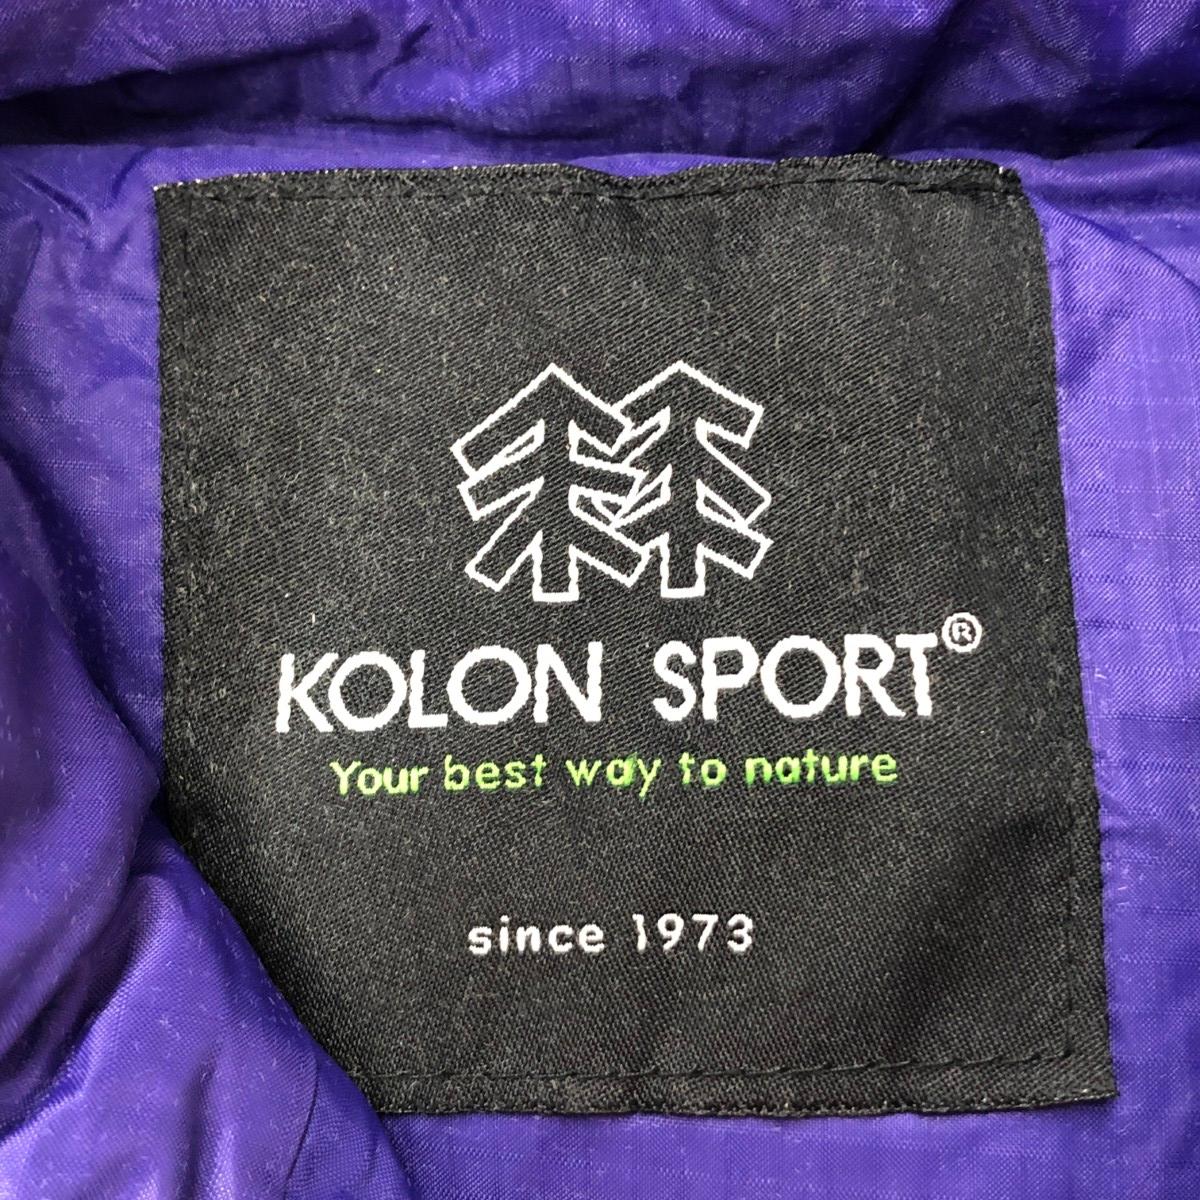 KOLON SPORT®
Your best way to nature
since 1973